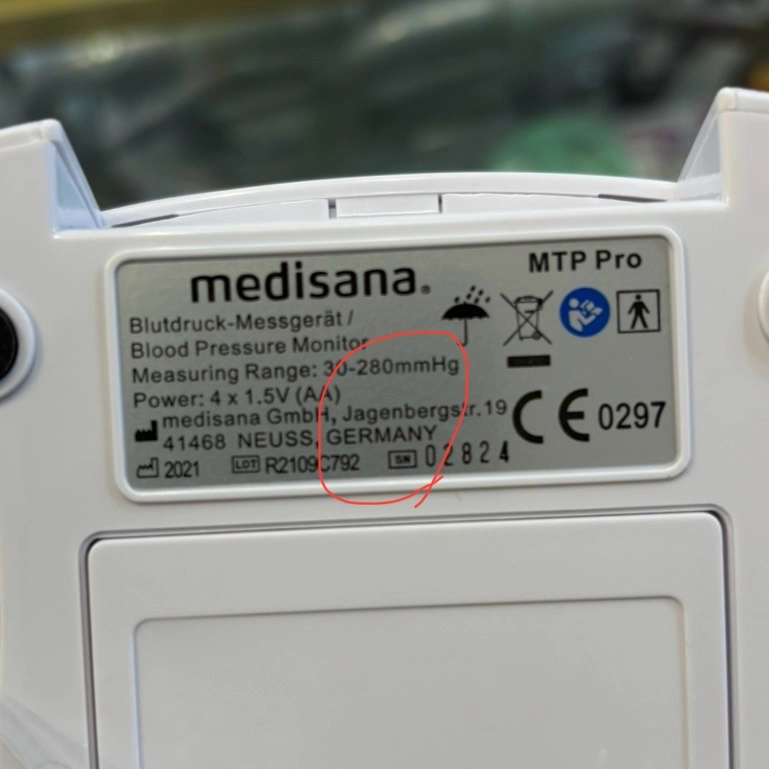 medisana®
MTP Pro
Blutdruck-Messgerät /
Blood Pressure Monitor
Measuring Range: 30-280mmHg
Power: 4 x 1.5V (AA)
medisana GmbH, Jagenbergstr.19
41468 NEUSS, GERMANY
CE 0297
2021 LOT R2109C792 SN 02824